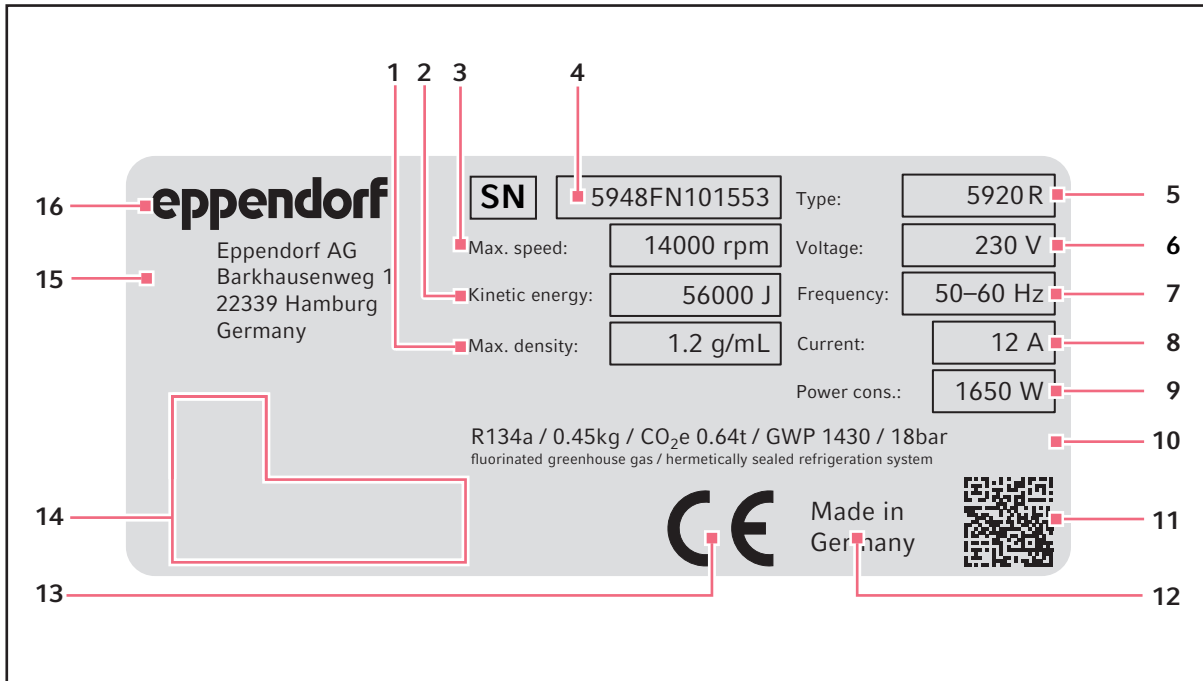 1 2 3 4
16 eppendorf SN 5948FN101553 Type: 5920 R 5
Max. speed: 14000 rpm Voltage: 230 V 6
15 Eppendorf AG
Barkhausenweg 1
22339 Hamburg
Germany
Kinetic energy: 56000 J Frequency: 50–60 Hz 7
Max. density: 1.2 g/mL Current: 12 A 8
Power cons.: 1650 W 9
R134a / 0.45kg / CO₂e 0.64t / GWP 1430 / 18bar 10
fluorinated greenhouse gas / hermetically sealed refrigeration system
14 CE Made in 11
Germany
13 12